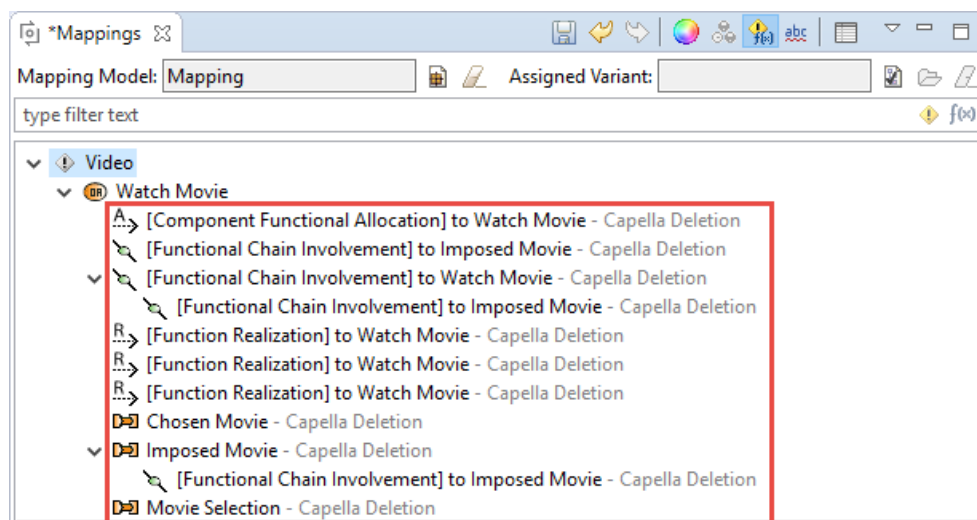 *Mappings
f(x) abc
Mapping Model: Mapping Assigned Variant:
type filter text f(x)
Video
OA Watch Movie
A [Component Functional Allocation] to Watch Movie - Capella Deletion
[Functional Chain Involvement] to Imposed Movie - Capella Deletion
[Functional Chain Involvement] to Watch Movie - Capella Deletion
[Functional Chain Involvement] to Imposed Movie - Capella Deletion
R [Function Realization] to Watch Movie - Capella Deletion
R [Function Realization] to Watch Movie - Capella Deletion
R [Function Realization] to Watch Movie - Capella Deletion
Chosen Movie - Capella Deletion
Imposed Movie - Capella Deletion
[Functional Chain Involvement] to Imposed Movie - Capella Deletion
Movie Selection - Capella Deletion